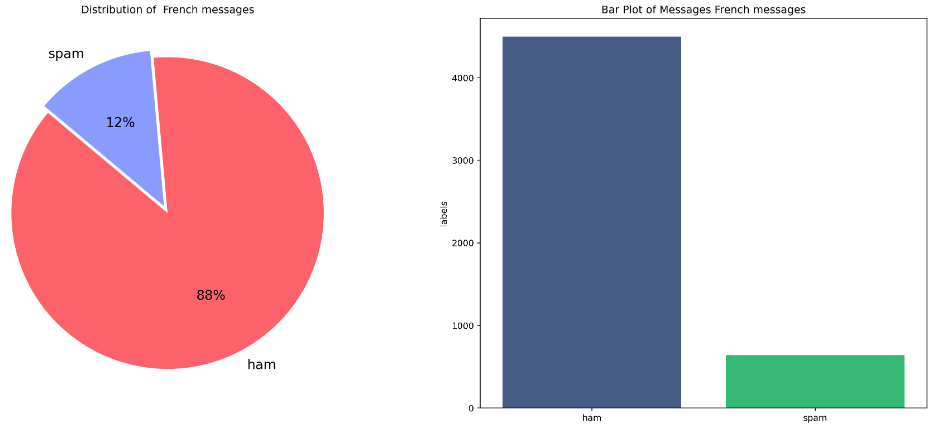 Distribution of  French messages
spam
12%
88%
ham
Bar Plot of Messages French messages
labels
4000
3000
2000
1000
0
ham
spam